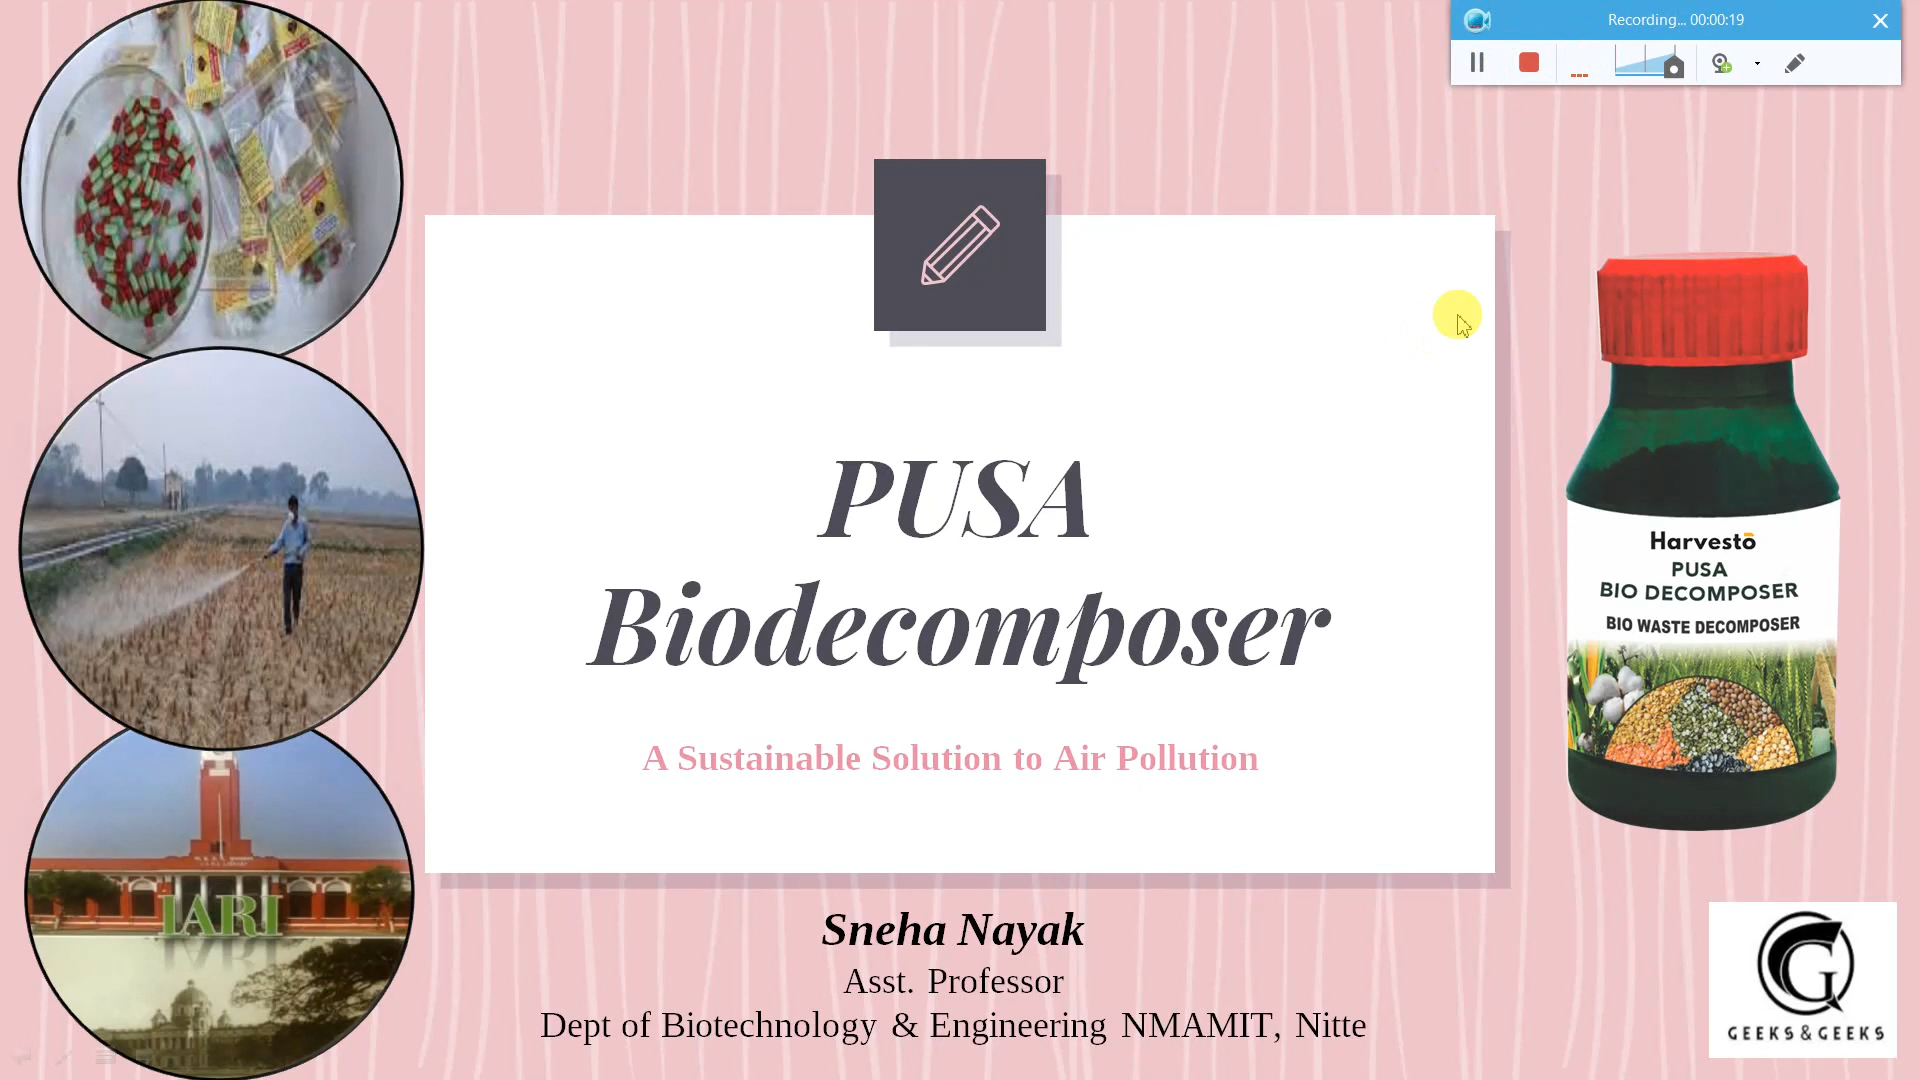 Recording... 00:00:19
PUSA
Biodecomposer
A Sustainable Solution to Air Pollution
Harvesto
PUSA
BIO DECOMPOSER
BIO WASTE DECOMPOSER
IARI
Sneha Nayak
Asst. Professor
Dept of Biotechnology & Engineering NMAMIT, Nitte
G
GEEKS&GEEKS